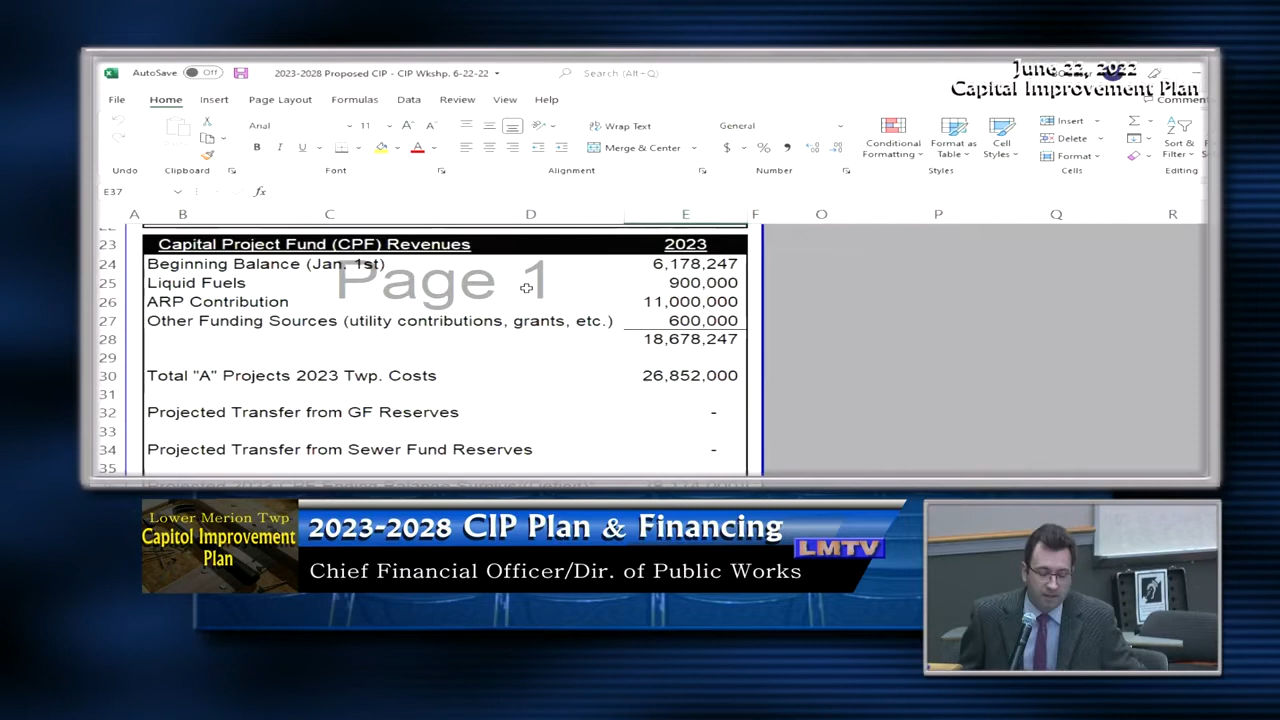 June 22, 2022
Capital Improvement Plan
AutoSave Off 2023-2028 Proposed CIP - CIP Wkshp. 6-22-22 Search (Alt+Q)
File Home Insert Page Layout Formulas Data Review View Help
Arial 11 A A Wrap Text General Insert
B I U A Merge & Center $ % Conditional Formatting Format as Table Cell Styles Delete Format Sort & Filter
Undo Clipboard Font Alignment Number Styles Cells Editing
E37 fx
A B C D E F O P Q R
23 Capital Project Fund (CPF) Revenues 2023
24 Beginning Balance (Jan. 1st) 6,178,247
Page 1
25 Liquid Fuels 900,000
26 ARP Contribution 11,000,000
27 Other Funding Sources (utility contributions, grants, etc.) 600,000
28 18,678,247
29
30 Total "A" Projects 2023 Twp. Costs 26,852,000
31
32 Projected Transfer from GF Reserves -
33
34 Projected Transfer from Sewer Fund Reserves -
35
Lower Merion Twp
Capitol Improvement
Plan
2023-2028 CIP Plan & Financing
LMTV
Chief Financial Officer/Dir. of Public Works